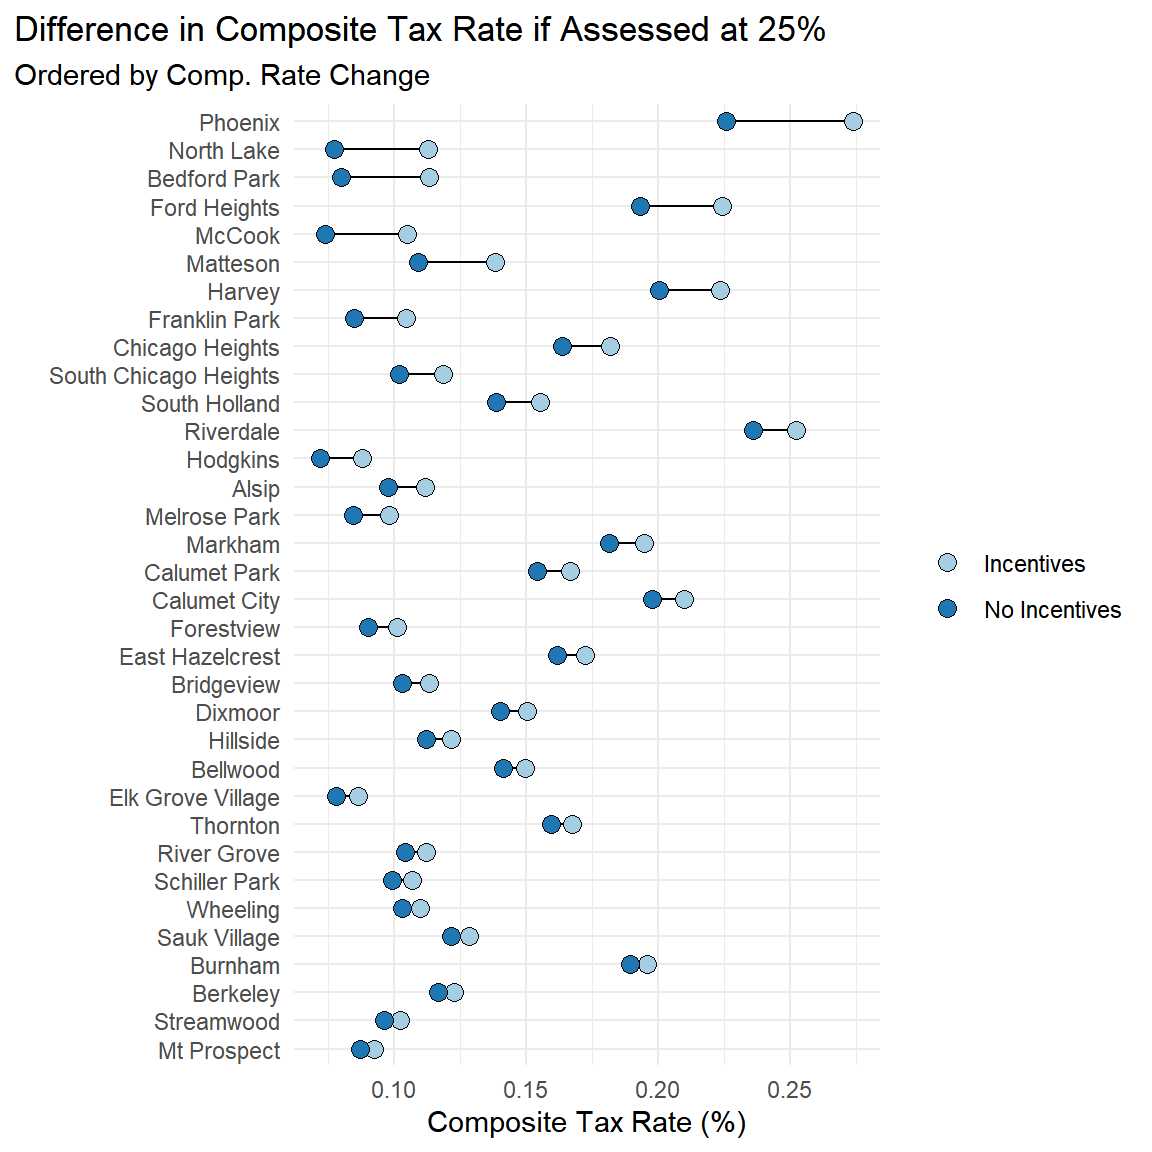 Difference in Composite Tax Rate if Assessed at 25%
Ordered by Comp. Rate Change
Phoenix
North Lake
Bedford Park
Ford Heights
McCook
Matteson
Harvey
Franklin Park
Chicago Heights
South Chicago Heights
South Holland
Riverdale
Hodgkins
Alsip
Melrose Park
Markham
Calumet Park
Calumet City
Forestview
East Hazelcrest
Bridgeview
Dixmoor
Hillside
Bellwood
Elk Grove Village
Thornton
River Grove
Schiller Park
Wheeling
Sauk Village
Burnham
Berkeley
Streamwood
Mt Prospect
0.10 0.15 0.20 0.25
Composite Tax Rate (%)
Incentives
No Incentives